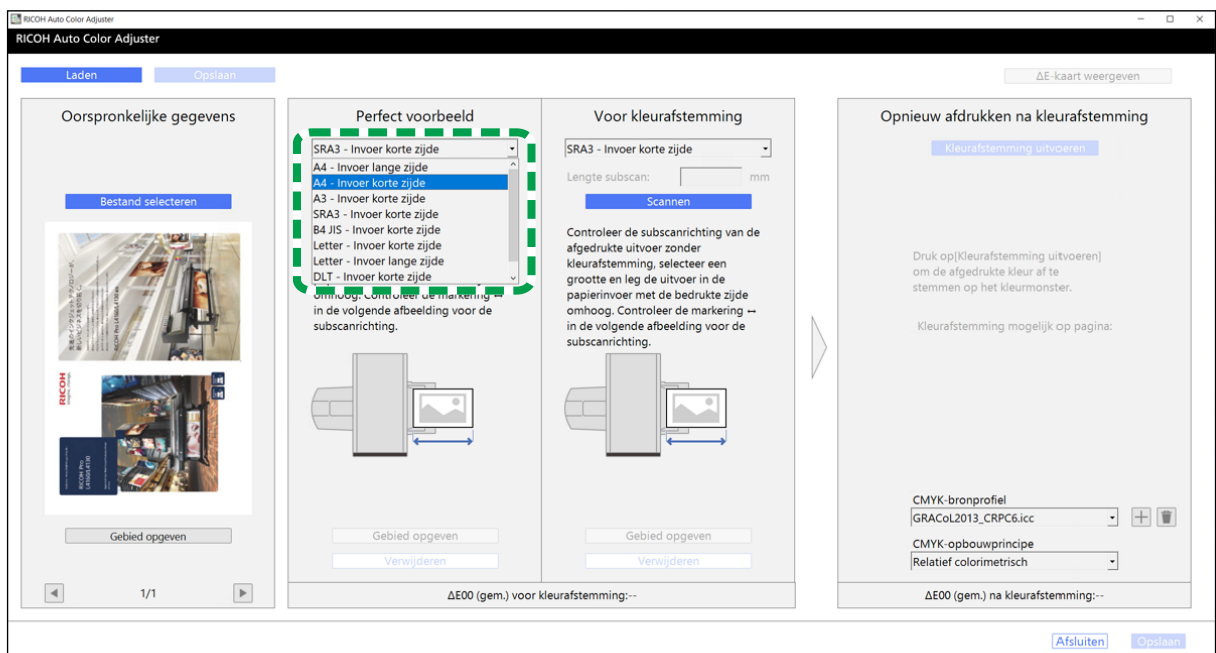 RICOH Auto Color Adjuster
RICOH Auto Color Adjuster
Laden
Opslaan
ΔE-kaart weergeven
Oorspronkelijke gegevens
Bestand selecteren
RICOH
RICOH Pro
L4160/L4130
Gebied opgeven
1/1
Perfect voorbeeld
SRA3 - Invoer korte zijde
A4 - Invoer lange zijde
A4 - Invoer korte zijde
A3 - Invoer korte zijde
SRA3 - Invoer korte zijde
B4 JIS - Invoer korte zijde
Letter - Invoer korte zijde
Letter - Invoer lange zijde
DLT - Invoer korte zijde
omhoog. Controleer de markering ↔
in de volgende afbeelding voor de
subscanrichting.
Gebied opgeven
Verwijderen
Voor kleurafstemming
SRA3 - Invoer korte zijde
Lengte subscan:
mm
Scannen
Controleer de subscanrichting van de
afgedrukte uitvoer zonder
kleurafstemming, selecteer een
grootte en leg de uitvoer in de
papierinvoer met de bedrukte zijde
omhoog. Controleer de markering ↔
in de volgende afbeelding voor de
subscanrichting.
Gebied opgeven
Verwijderen
ΔE00 (gem.) voor kleurafstemming:--
Opnieuw afdrukken na kleurafstemming
Kleurafstemming uitvoeren
Druk op[Kleurafstemming uitvoeren]
om de afgedrukte kleur af te
stemmen op het kleurmonster.
Kleurafstemming mogelijk op pagina:
CMYK-bronprofiel
GRACoL2013_CRPC6.icc
CMYK-opbouwprincipe
Relatief colorimetrisch
ΔE00 (gem.) na kleurafstemming:--
Afsluiten
Opslaan